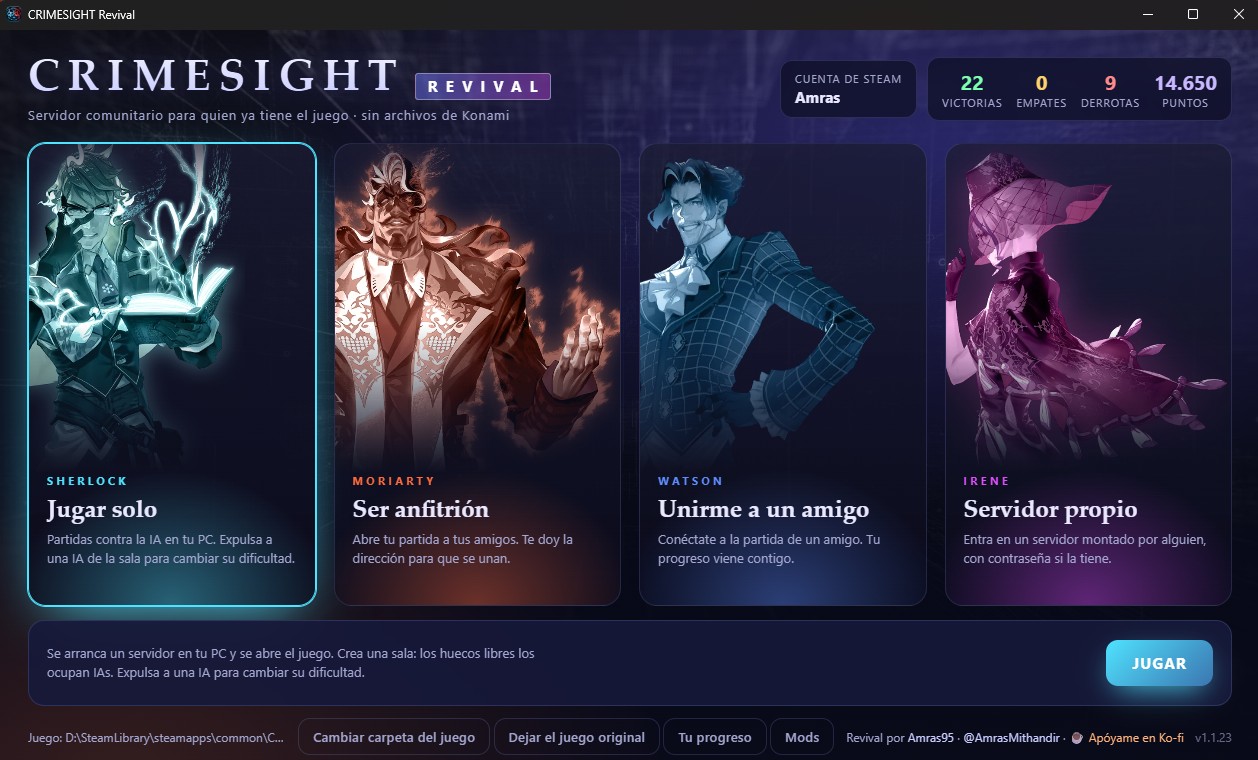 CRIMESIGHT Revival
CRIMESIGHT REVIVAL
Servidor comunitario para quien ya tiene el juego · sin archivos de Konami
CUENTA DE STEAM
Amras
22 0 9 14.650
VICTORIAS EMPATES DERROTAS PUNTOS
SHERLOCK
Jugar solo
Partidas contra la IA en tu PC. Expulsa a
una IA de la sala para cambiar su dificultad.
MORIARTY
Ser anfitrión
Abre tu partida a tus amigos. Te doy la
dirección para que se unan.
WATSON
Unirme a un amigo
Conéctate a la partida de un amigo. Tu
progreso viene contigo.
IRENE
Servidor propio
Entra en un servidor montado por alguien,
con contraseña si la tiene.
Se arranca un servidor en tu PC y se abre el juego. Crea una sala: los huecos libres los
ocupan IAs. Expulsa a una IA para cambiar su dificultad.
JUGAR
Juego: D:\SteamLibrary\steamapps\common\C... Cambiar carpeta del juego Dejar el juego original Tu progreso Mods Revival por Amras95 · @AmrasMithandir · Apóyame en Ko-fi v1.1.23